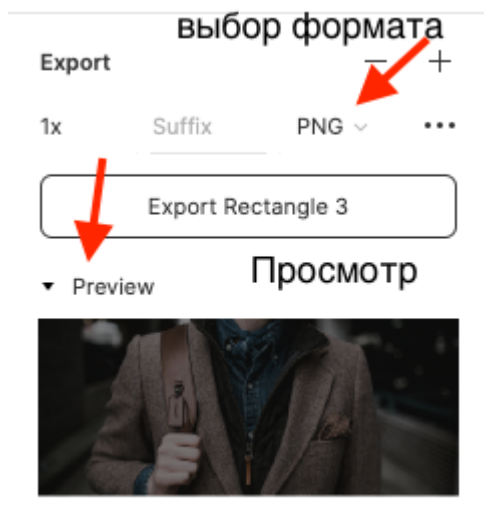 выбор формата
Export
1x Suffix PNG
Export Rectangle 3
Просмотр
Preview